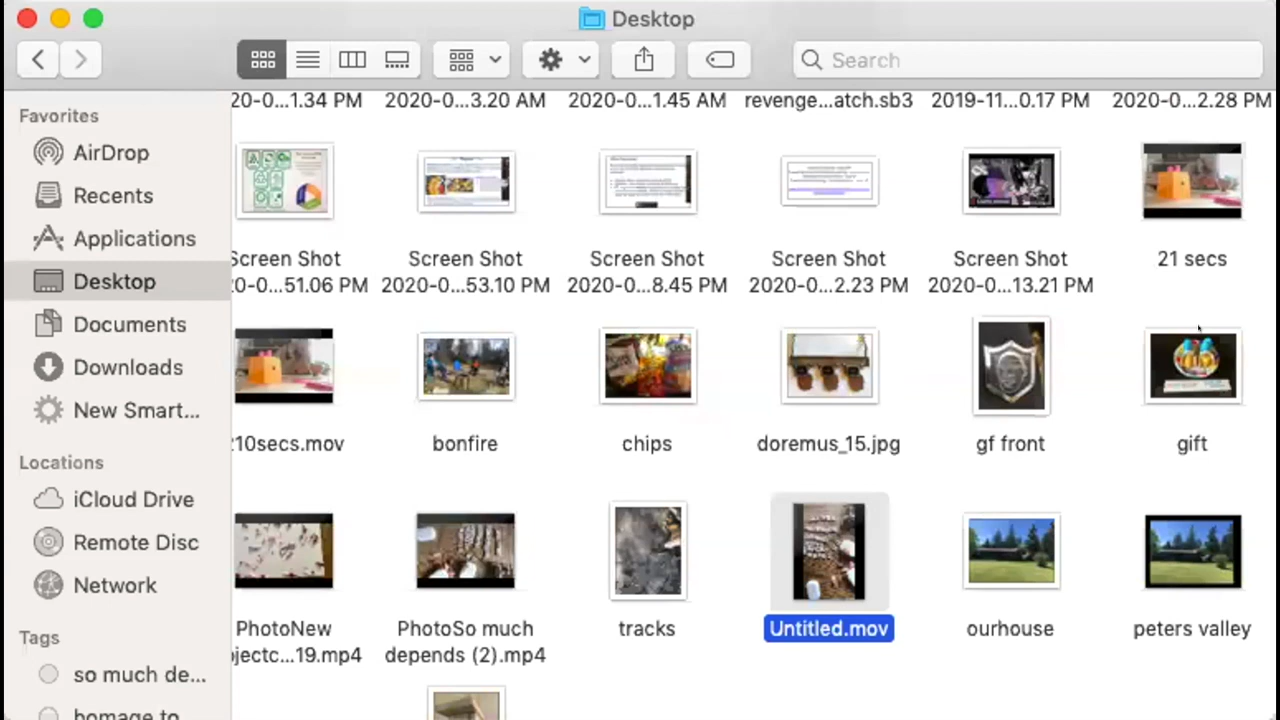 Desktop
Search
Favorites
AirDrop
Recents
Applications
Desktop
Documents
Downloads
New Smart...
Locations
iCloud Drive
Remote Disc
Network
Tags
so much de...
homage to
20-0...1.34 PM
2020-0...3.20 AM
2020-0...1.45 AM
revenge...atch.sb3
2019-11...0.17 PM
2020-0...2.28 PM
Screen Shot
20-0...51.06 PM
Screen Shot
2020-0...53.10 PM
Screen Shot
2020-0...8.45 PM
Screen Shot
2020-0...2.23 PM
Screen Shot
2020-0...13.21 PM
21 secs
210secs.mov
bonfire
chips
doremus_15.jpg
gf front
gift
PhotoNew
ojectc...19.mp4
PhotoSo much
depends (2).mp4
tracks
Untitled.mov
ourhouse
peters valley